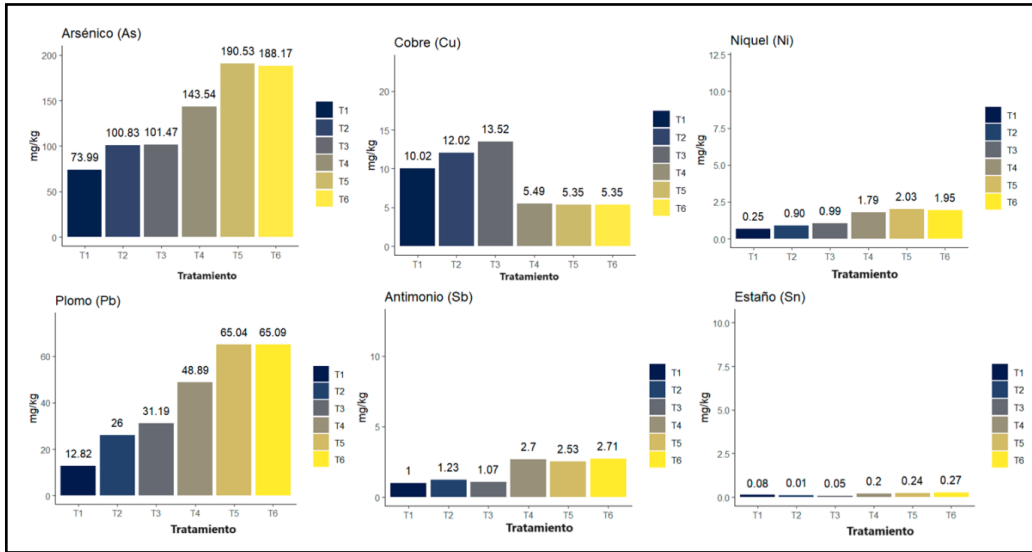 Arsénico (As)
200
150
100
50
0
mg/kg
73.99
100.83
101.47
143.54
190.53
188.17
T1 T2 T3 T4 T5 T6
Tratamiento
T1
T2
T3
T4
T5
T6
Cobre (Cu)
20
15
10
5
0
mg/kg
10.02
12.02
13.52
5.49
5.35
5.35
T1 T2 T3 T4 T5 T6
Tratamiento
T1
T2
T3
T4
T5
T6
Niquel (Ni)
12.5
10.0
7.5
5.0
2.5
0.0
mg/kg
0.25
0.90
0.99
1.79
2.03
1.95
T1 T2 T3 T4 T5 T6
Tratamiento
T1
T2
T3
T4
T5
T6
Plomo (Pb)
60
40
20
0
mg/kg
12.82
26
31.19
48.89
65.04
65.09
T1 T2 T3 T4 T5 T6
Tratamiento
T1
T2
T3
T4
T5
T6
Antimonio (Sb)
10
5
0
mg/kg
1
1.23
1.07
2.7
2.53
2.71
T1 T2 T3 T4 T5 T6
Tratamiento
T1
T2
T3
T4
T5
T6
Estaño (Sn)
10.0
7.5
5.0
2.5
0.0
mg/kg
0.08
0.01
0.05
0.2
0.24
0.27
T1 T2 T3 T4 T5 T6
Tratamiento
T1
T2
T3
T4
T5
T6